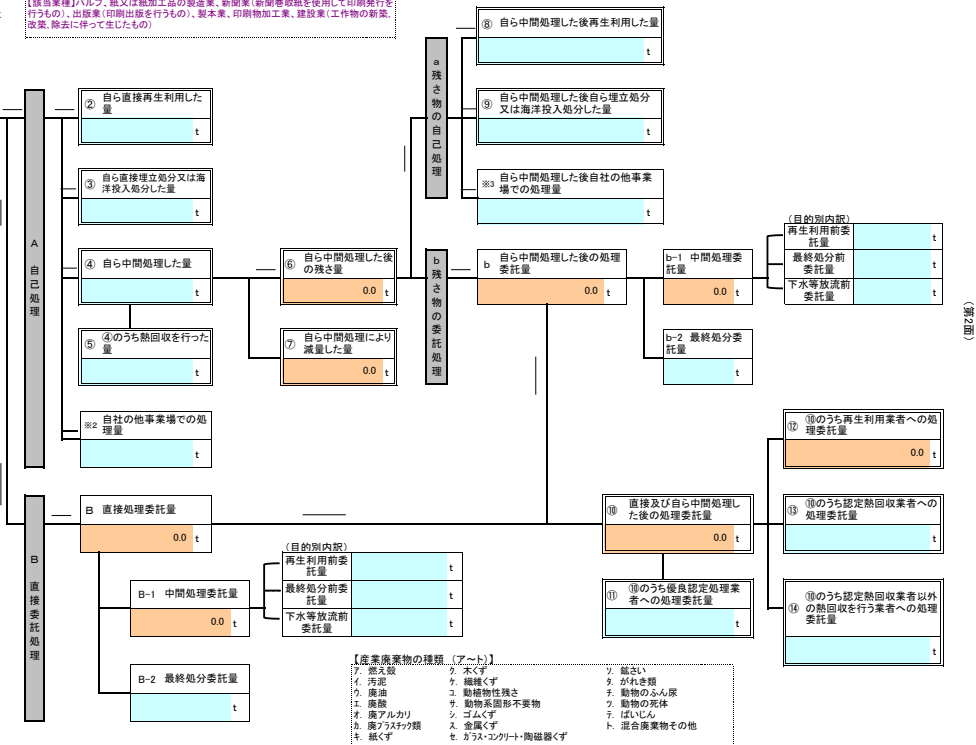 【該当業種】パルプ、紙又は紙加工品の製造業、新聞業(新聞巻取紙を使用して印刷発行を
行うもの)、出版業(印刷出版を行うもの)、製本業、印刷物加工業、建設業(工作物の新築、
改築、除去に伴って生じたもの)
A 自己処理
② 自ら直接再生利用した
量
t
③ 自ら直接埋立処分又は海
洋投入処分した量
t
④ 自ら中間処理した量
t
⑤ ④のうち熱回収を行った
量
t
※2 自社の他事業場での処
理量
t
⑥ 自ら中間処理した後
の残さ量
0.0 t
⑦ 自ら中間処理により
減量した量
0.0 t
a 残さ物の自己処理
⑧ 自ら中間処理した後再生利用した量
t
⑨ 自ら中間処理した後自ら埋立処分
又は海洋投入処分した量
t
※3 自ら中間処理した後自社の他事業
場での処理量
t
b 残さ物の委託処理
b 自ら中間処理した後の処理
委託量
0.0 t
b-1 中間処理委
託量
0.0 t
b-2 最終処分委
託量
t
(目的別内訳)
再生利用前委
託量
t
最終処分前
委託量
t
下水等放流前
委託量
t
(第2面)
B 直接委託処理
B 直接処理委託量
0.0 t
B-1 中間処理委託量
0.0 t
B-2 最終処分委託量
t
(目的別内訳)
再生利用前委
託量
t
最終処分前委
託量
t
下水等放流前
委託量
t
⑩ 直接及び自ら中間処理し
た後の処理委託量
0.0 t
⑪ ⑩のうち優良認定処理業
者への処理委託量
t
⑫ ⑩のうち再生利用業者への処
理委託量
0.0 t
⑬ ⑩のうち認定熱回収業者への
処理委託量
t
⑭ ⑩のうち認定熱回収業者以外
の熱回収を行う業者への処理
委託量
t
【産業廃棄物の種類 (ア～ト)】
ア. 燃え殻 ク. 木くず ソ. 鉱さい
イ. 汚泥 ケ. 繊維くず タ. がれき類
ウ. 廃油 コ. 動植物性残さ チ. 動物のふん尿
エ. 廃酸 サ. 動物系固形不要物 ツ. 動物の死体
オ. 廃アルカリ シ. ゴムくず テ. ばいじん
カ. 廃プラスチック類 ス. 金属くず ト. 混合廃棄物その他
キ. 紙くず セ. ガラス・コンクリート・陶磁器くず